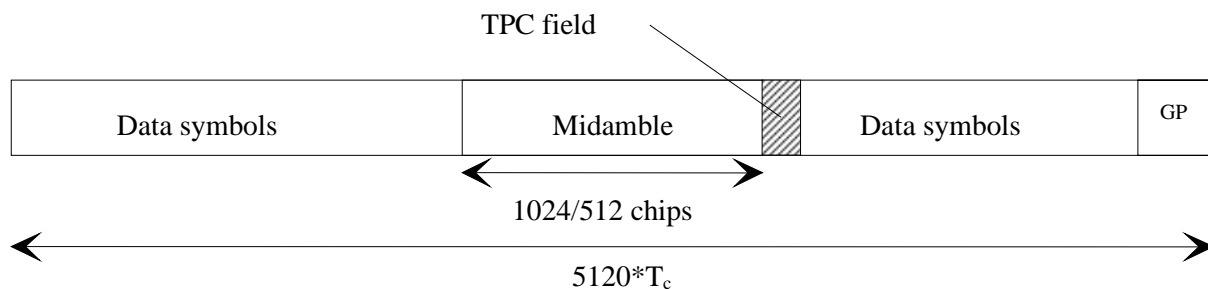 TPC field
Data symbols
Midamble
Data symbols
GP
1024/512 chips
5120*Tc